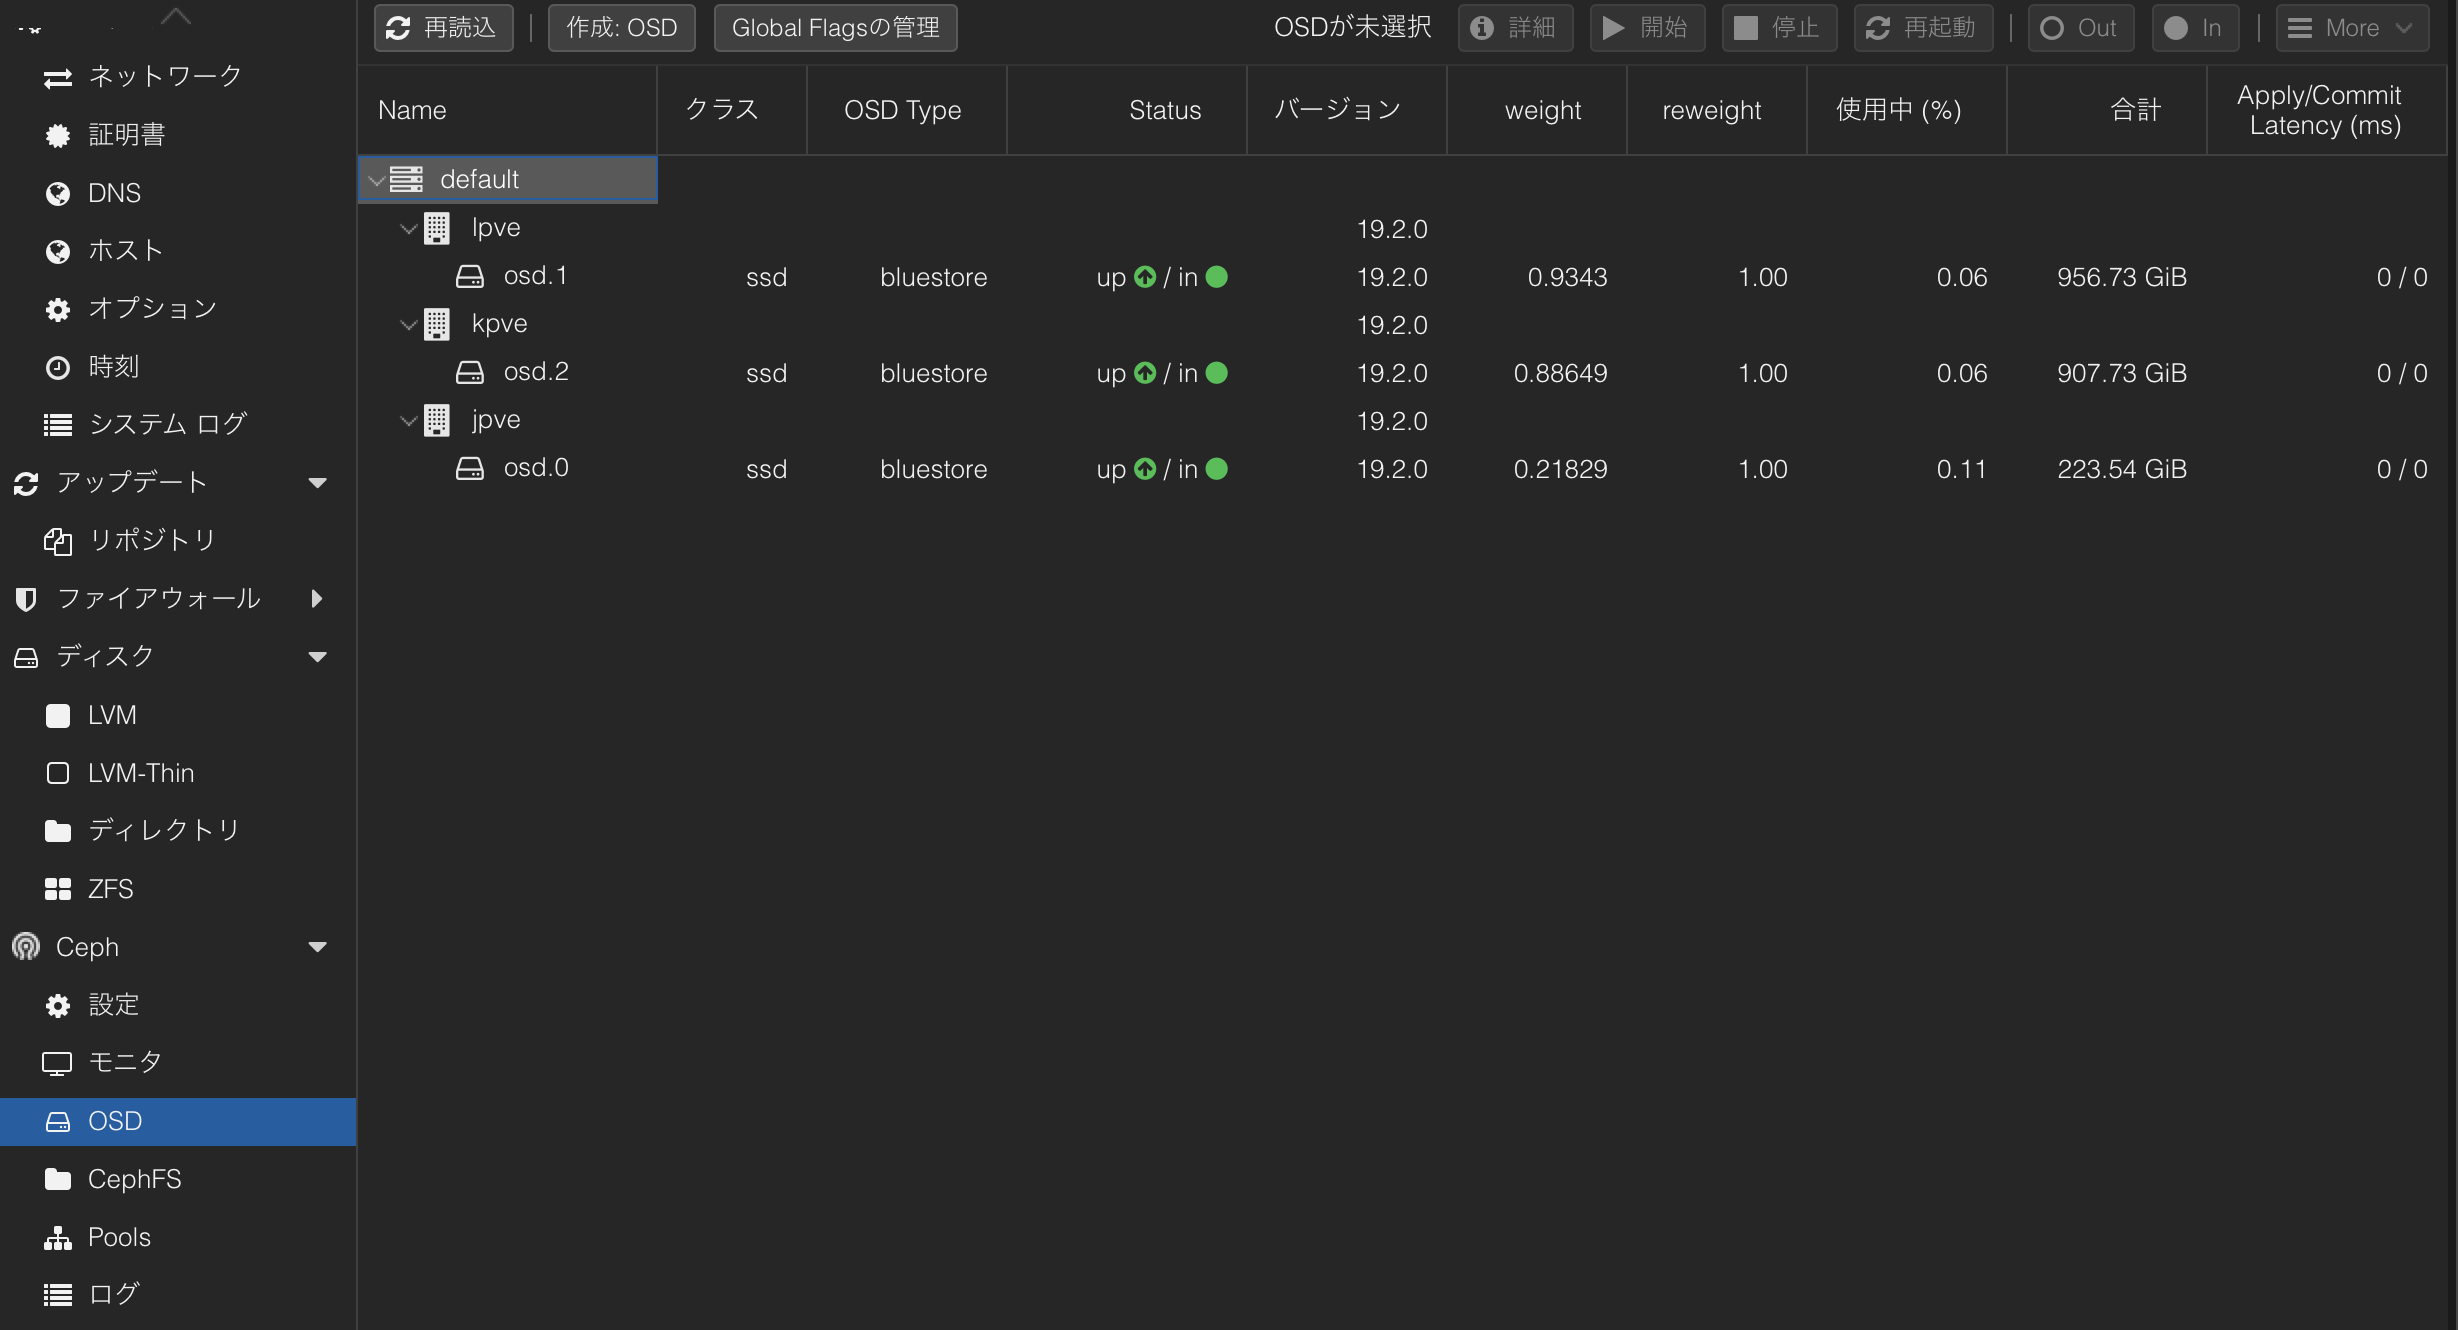 ネットワーク
証明書
DNS
ホスト
オプション
時刻
システム ログ
アップデート
リポジトリ
ファイアウォール
ディスク
LVM
LVM-Thin
ディレクトリ
ZFS
Ceph
設定
モニタ
OSD
CephFS
Pools
ログ
再読込 作成: OSD Global Flagsの管理 OSDが未選択 詳細 開始 停止 再起動 Out In More
Name クラス OSD Type Status バージョン weight reweight 使用中 (%) 合計 Apply/Commit
Latency (ms)
default
lpve 19.2.0
osd.1 ssd bluestore up / in 19.2.0 0.9343 1.00 0.06 956.73 GiB 0 / 0
kpve 19.2.0
osd.2 ssd bluestore up / in 19.2.0 0.88649 1.00 0.06 907.73 GiB 0 / 0
jpve 19.2.0
osd.0 ssd bluestore up / in 19.2.0 0.21829 1.00 0.11 223.54 GiB 0 / 0